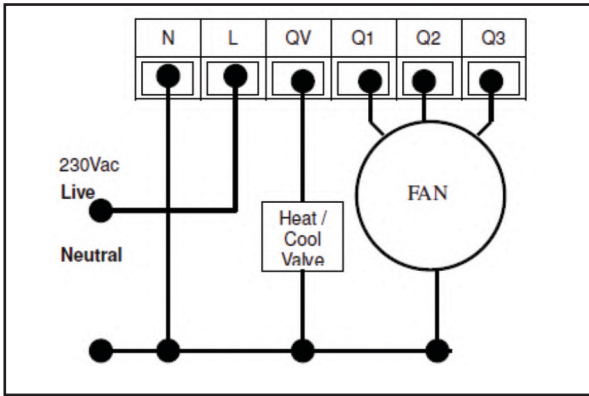 N L QV Q1 Q2 Q3
230Vac
Live
Neutral
Heat /
Cool
Valve
FAN